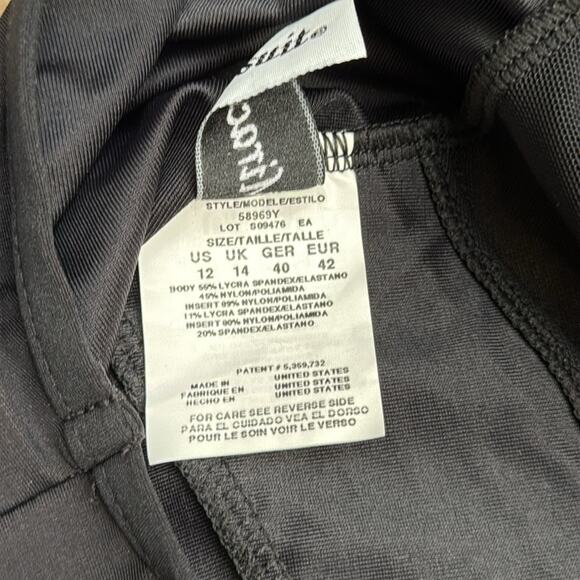 suit®
STYLE/MODELE/ESTILO
58969Y
LOT S09476 EA
SIZE/TAILLE/TALLE
US UK GER EUR
12 14 40 42
BODY 55% LYCRA SPANDEX/ELASTANO
45% NYLON/POLIAMIDA
INSERT 89% NYLON/POLIAMIDA
11% LYCRA SPANDEX/ELASTANO
INSERT 80% NYLON/POLIAMIDA
20% SPANDEX/ELASTANO
PATENT # 5,359,732
MADE IN UNITED STATES
FABRIQUE EN UNITED STATES
HECHO EN UNITED STATES
FOR CARE SEE REVERSE SIDE
PARA EL CUIDADO VEA EL DORSO
POUR LE SOIN VOIR LE VERSO